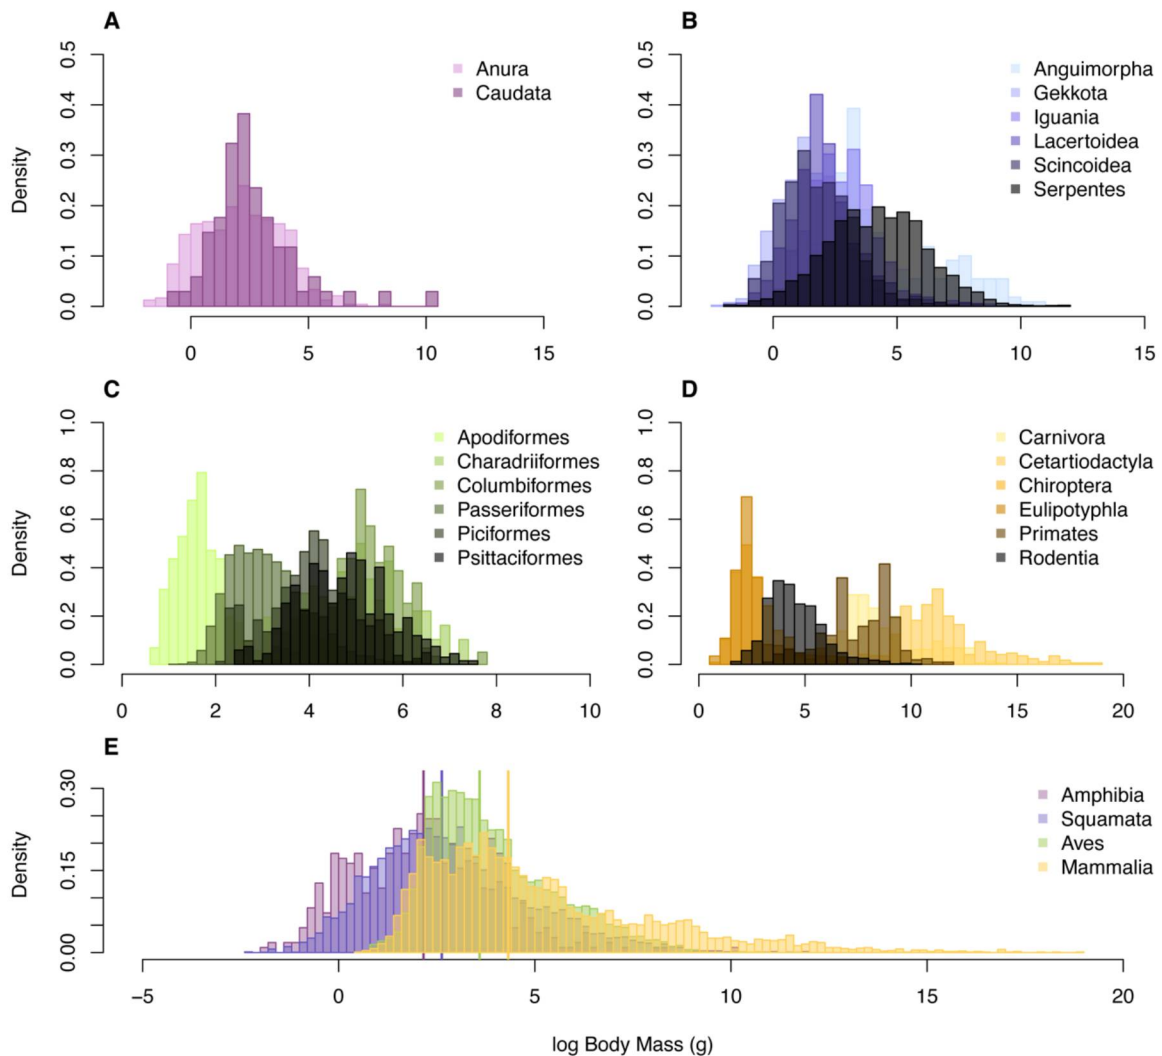 A
Density
0.0 0.1 0.2 0.3 0.4 0.5
Anura
Caudata
0 5 10 15
B
0.0 0.1 0.2 0.3 0.4 0.5
Anguimorpha
Gekkota
Iguania
Lacertoidea
Scincoidea
Serpentes
0 5 10 15
C
Density
0.0 0.2 0.4 0.6 0.8 1.0
Apodiformes
Charadriiformes
Columbiformes
Passeriformes
Piciformes
Psittaciformes
0 2 4 6 8 10
D
0.0 0.2 0.4 0.6 0.8 1.0
Carnivora
Cetartiodactyla
Chiroptera
Eulipotyphla
Primates
Rodentia
0 5 10 15 20
E
Density
0.00 0.15 0.30
Amphibia
Squamata
Aves
Mammalia
−5 0 5 10 15 20
log Body Mass (g)